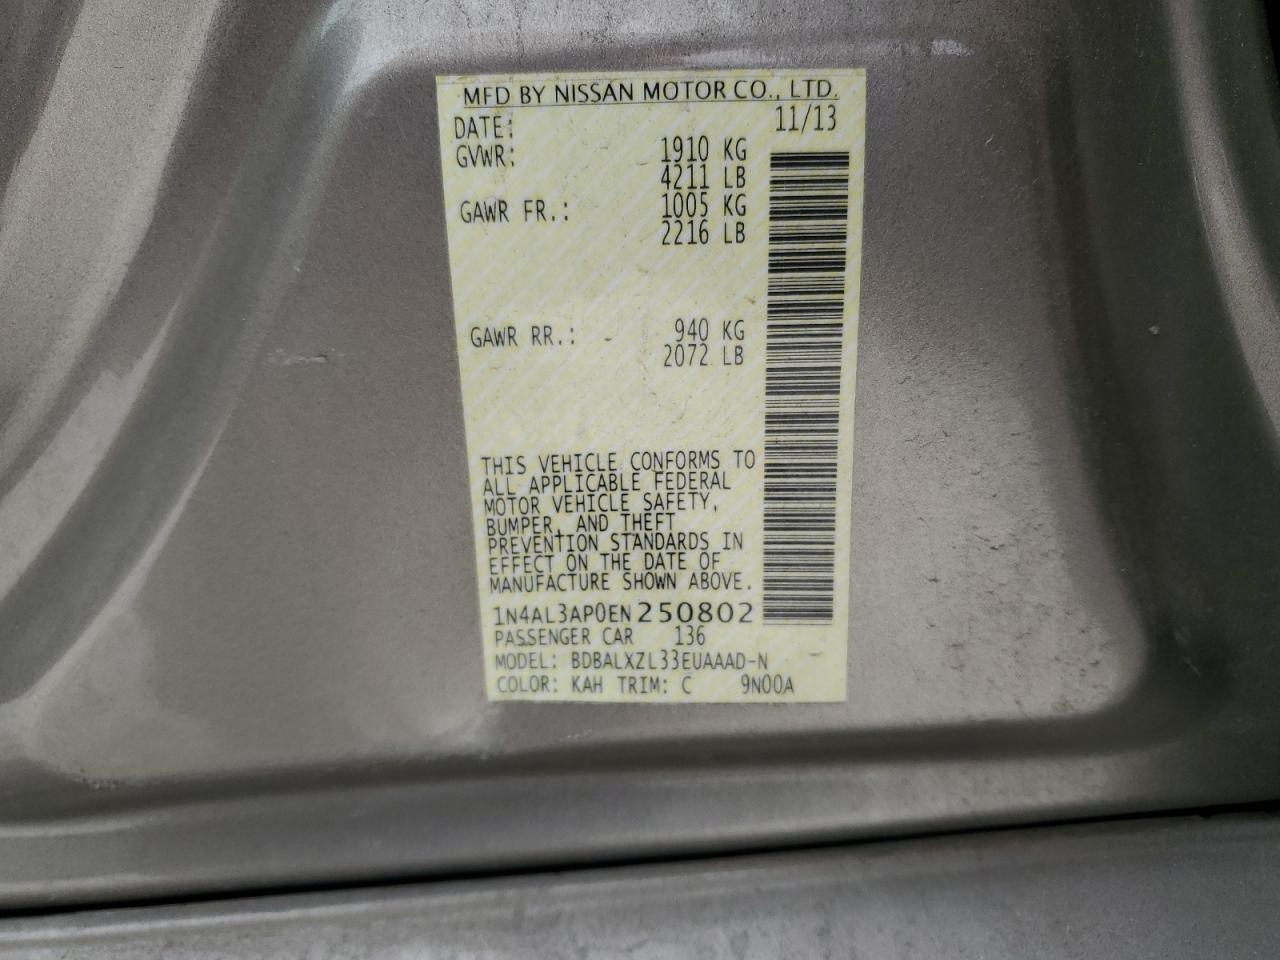 MFD BY NISSAN MOTOR CO., LTD.
DATE: 11/13
GVWR: 1910 KG
4211 LB
GAWR FR.: 1005 KG
2216 LB
GAWR RR.: 940 KG
2072 LB
THIS VEHICLE CONFORMS TO
ALL APPLICABLE FEDERAL
MOTOR VEHICLE SAFETY,
BUMPER, AND THEFT
PREVENTION STANDARDS IN
EFFECT ON THE DATE OF
MANUFACTURE SHOWN ABOVE.
1N4AL3AP0EN250802
PASSENGER CAR 136
MODEL: BDBALXZL33EUAAAD-N
COLOR: KAH TRIM: C 9N00A